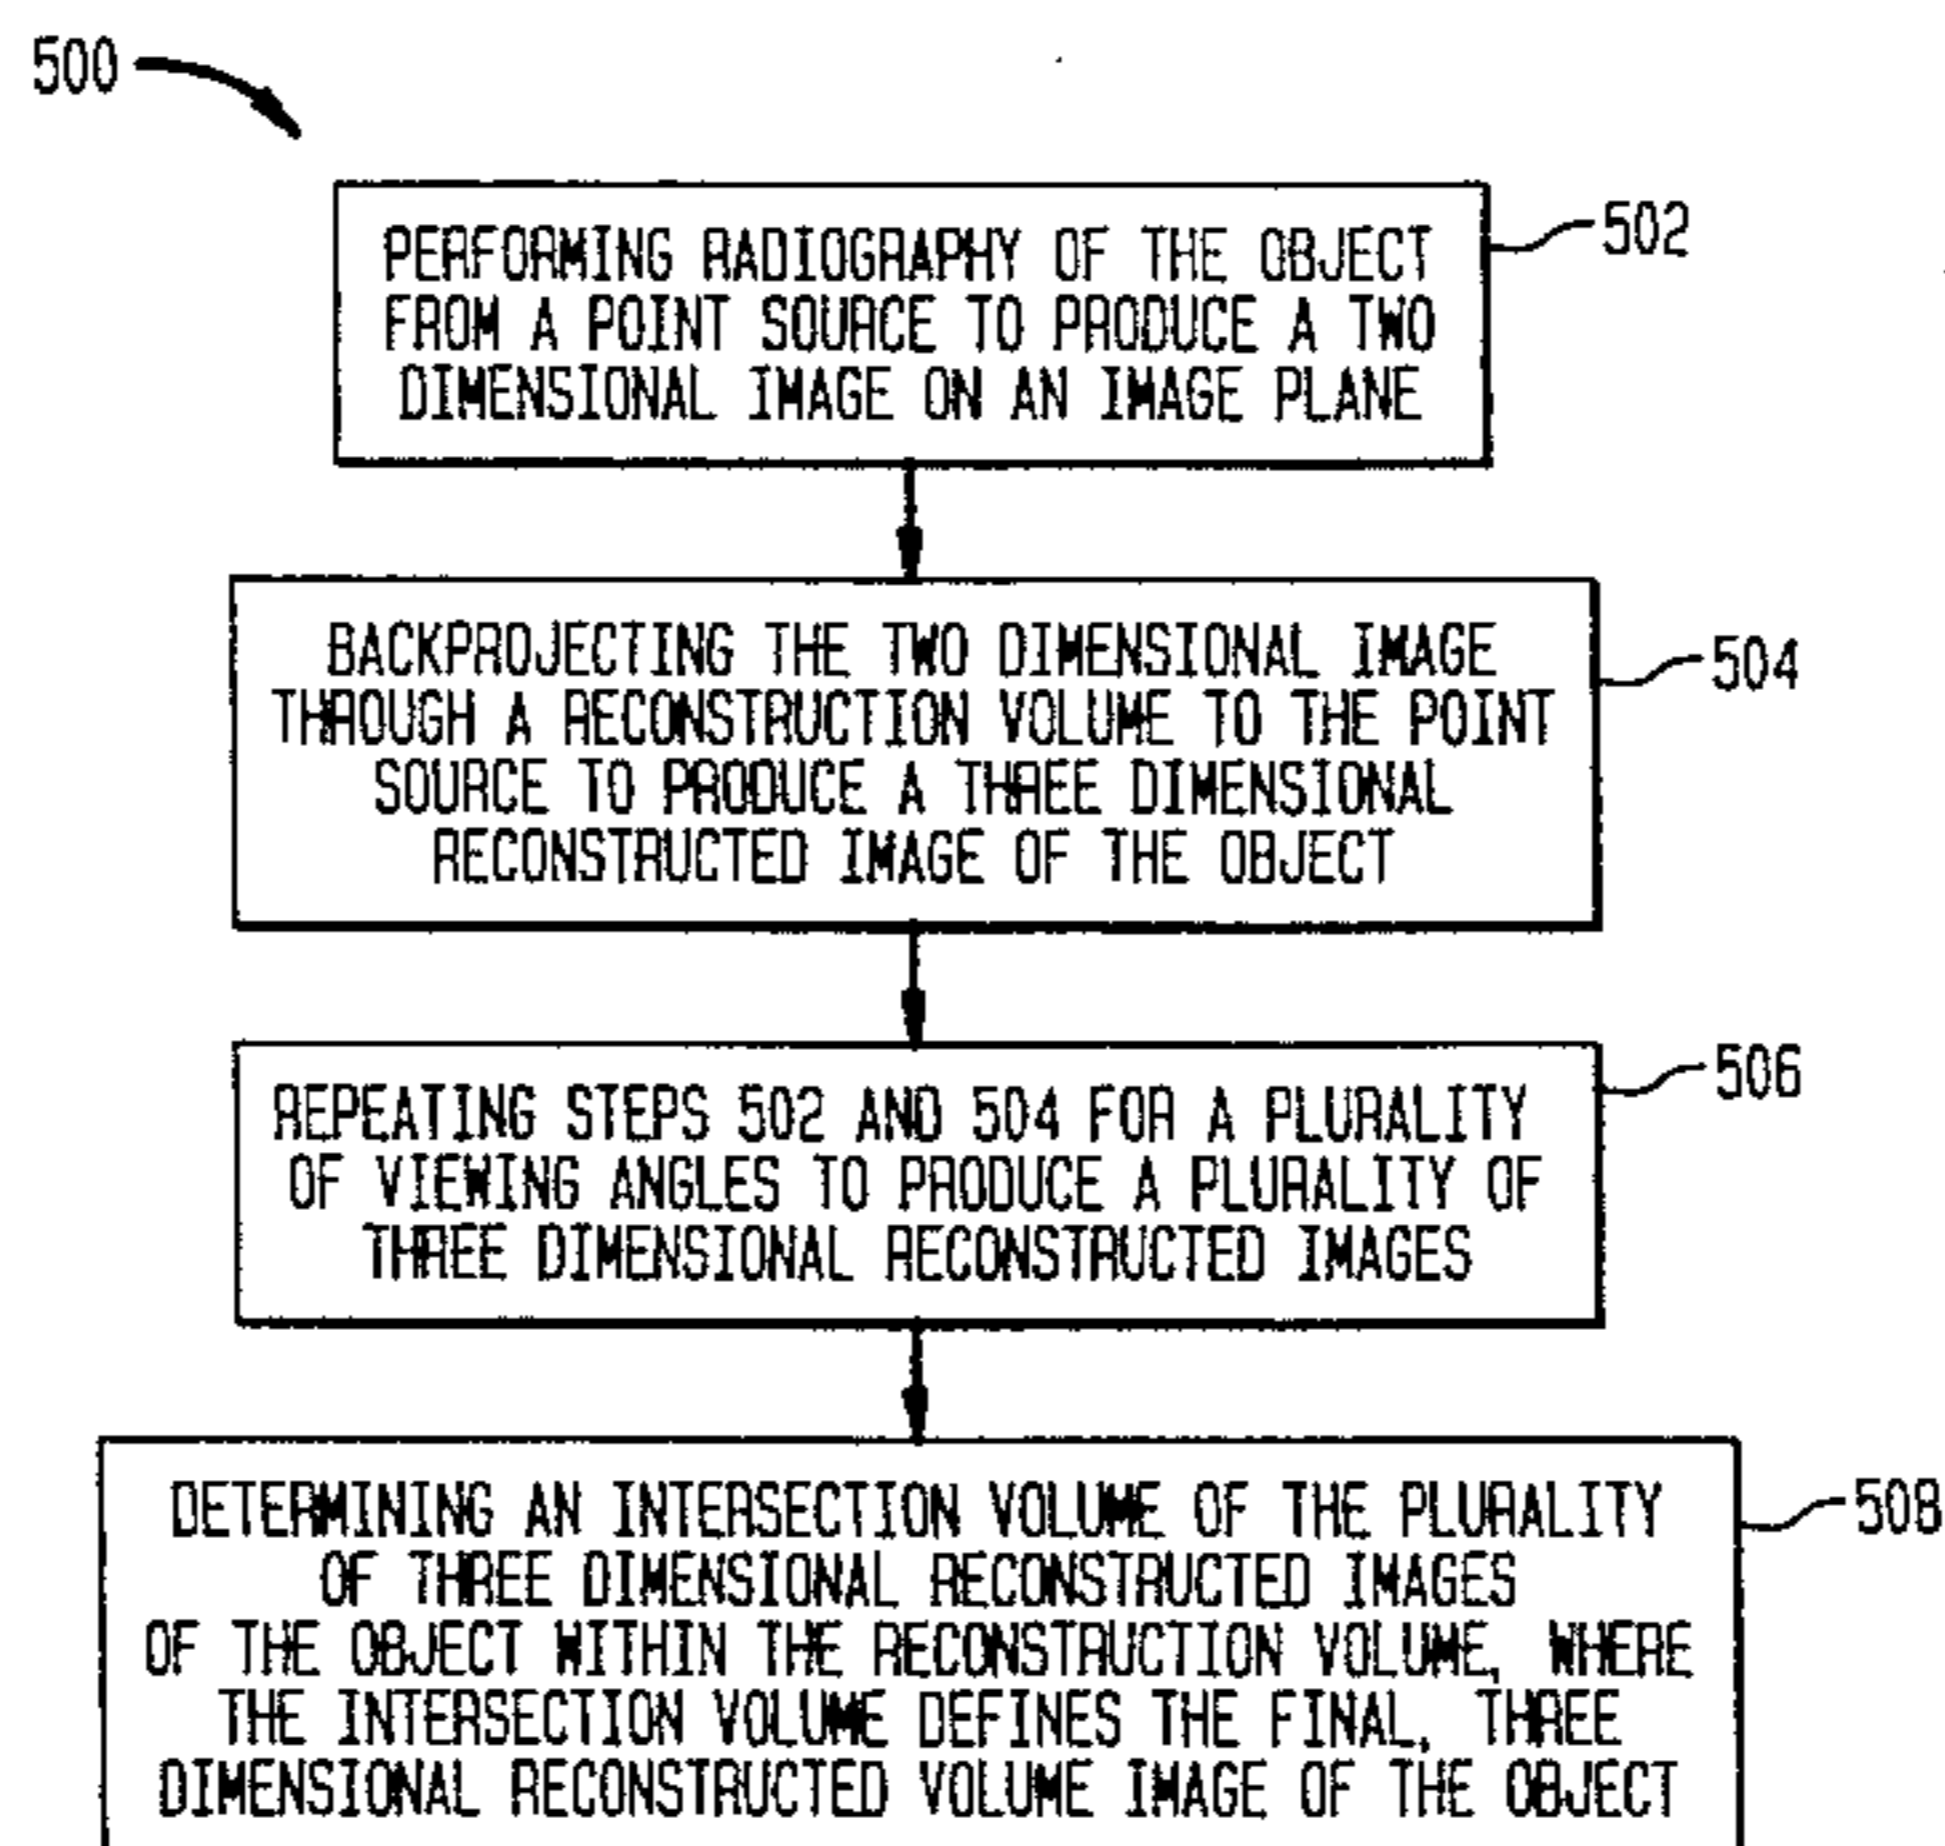 500
PERFORMING RADIOGRAPHY OF THE OBJECT
FROM A POINT SOURCE TO PRODUCE A TWO
DIMENSIONAL IMAGE ON AN IMAGE PLANE
502
BACKPROJECTING THE TWO DIMENSIONAL IMAGE
THROUGH A RECONSTRUCTION VOLUME TO THE POINT
SOURCE TO PRODUCE A THREE DIMENSIONAL
RECONSTRUCTED IMAGE OF THE OBJECT
504
REPEATING STEPS 502 AND 504 FOR A PLURALITY
OF VIEWING ANGLES TO PRODUCE A PLURALITY OF
THREE DIMENSIONAL RECONSTRUCTED IMAGES
506
DETERMINING AN INTERSECTION VOLUME OF THE PLURALITY
OF THREE DIMENSIONAL RECONSTRUCTED IMAGES
OF THE OBJECT WITHIN THE RECONSTRUCTION VOLUME, WHERE
THE INTERSECTION VOLUME DEFINES THE FINAL, THREE
DIMENSIONAL RECONSTRUCTED VOLUME IMAGE OF THE OBJECT
508